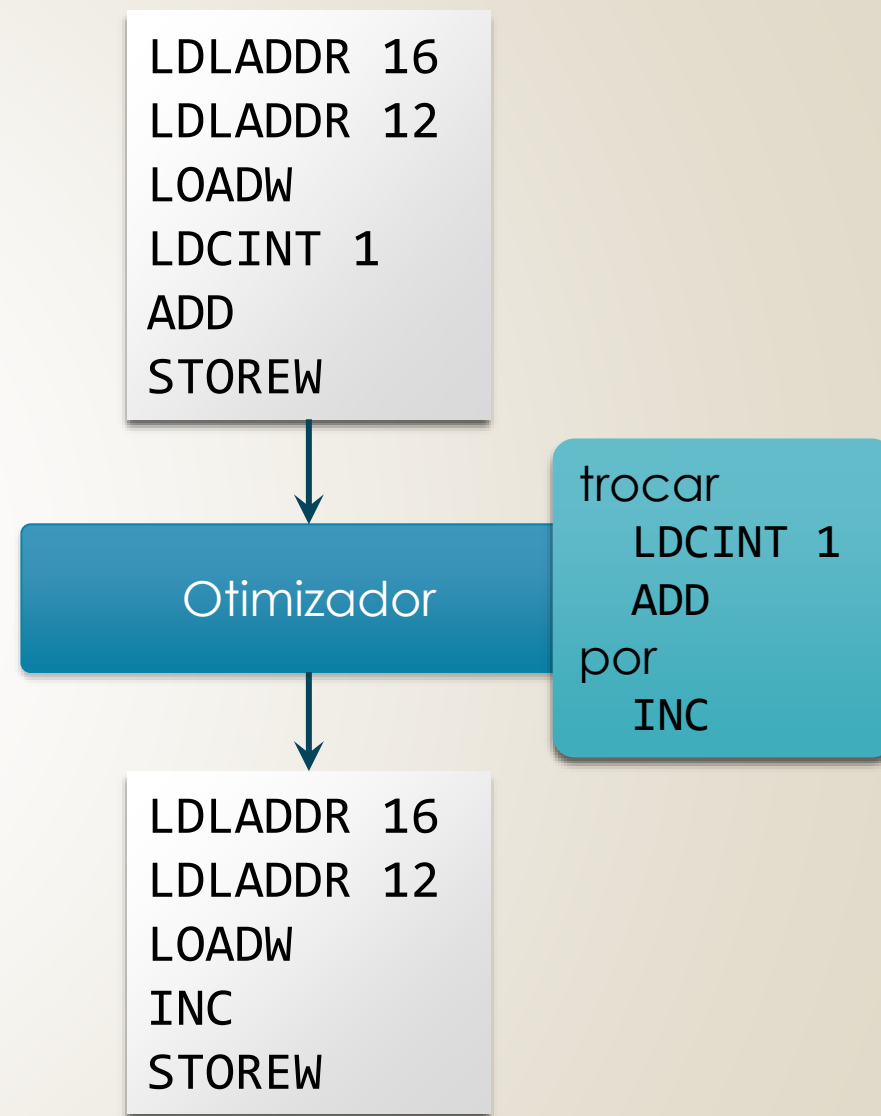 LDLADDR 16
LDLADDR 12
LOADW
LDCINT 1
ADD
STOREW
Otimizador
trocar
LDCINT 1
ADD
por
INC
LDLADDR 16
LDLADDR 12
LOADW
INC
STOREW